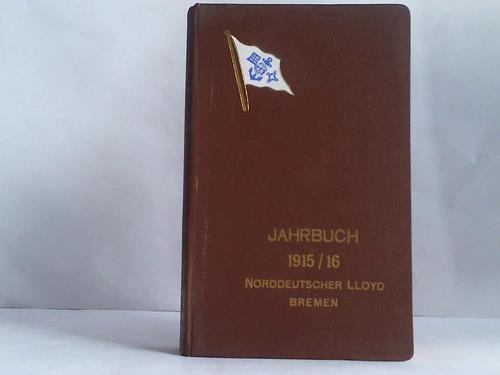 JAHRBUCH
1915/16
NORDDEUTSCHER LLOYD
BREMEN